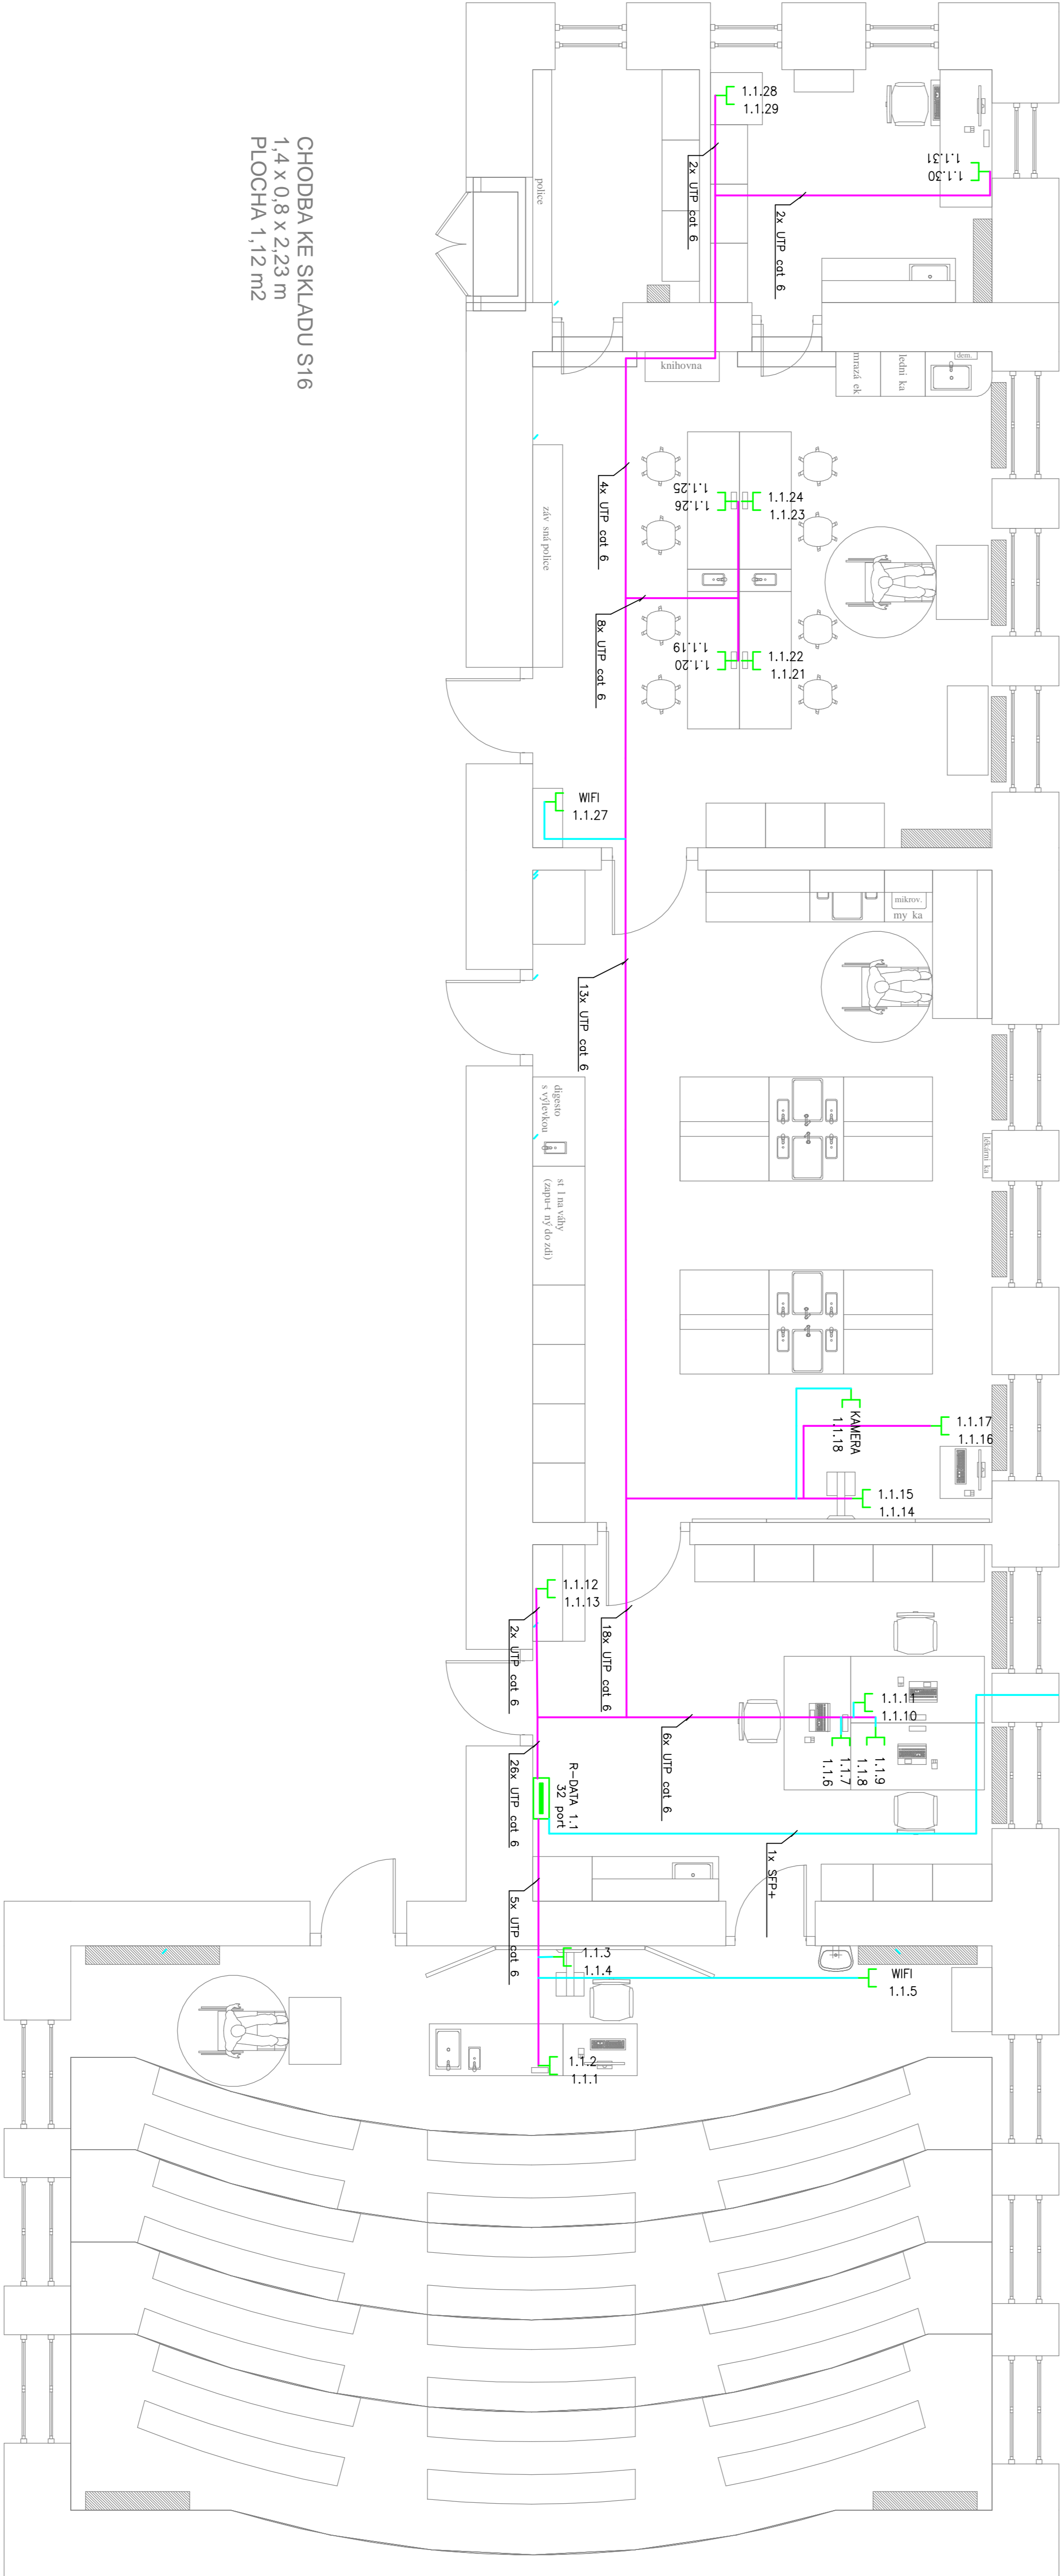 1.1.28
1.1.29
1.1.31
1.1.30
2x UTP cat 6
2x UTP cat 6
police
CHODBA KE SKLADU S16
1,4 x 0,8 x 2,23 m
PLOCHA 1,12 m2
knihovna
mrazá ek
ledni ka
dem.
4x UTP cat 6
1.1.25
1.1.26
1.1.24
1.1.23
záv sná police
8x UTP cat 6
1.1.19
1.1.20
1.1.22
1.1.21
WIFI
1.1.27
mikrov.
my ka
13x UTP cat 6
digesto
s výlevkou
lékárni ka
st l na váhy
(zapu-t ný do zdi)
KAMERA
1.1.18
1.1.17
1.1.16
1.1.15
1.1.14
1.1.12
1.1.13
2x UTP cat 6
18x UTP cat 6
1.1.11
1.1.10
6x UTP cat 6
1.1.9
1.1.8
1.1.7
1.1.6
26x UTP cat 6
R-DATA 1.1
32 port
1x SFP+
5x UTP cat 6
1.1.3
1.1.4
WIFI
1.1.5
1.1.2
1.1.1